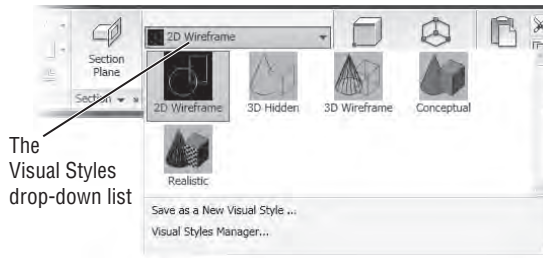 2D Wireframe
Section
Plane
Section
2D Wireframe
3D Hidden
3D Wireframe
Conceptual
Realistic
The
Visual Styles
drop-down list
Save as a New Visual Style ...
Visual Styles Manager...